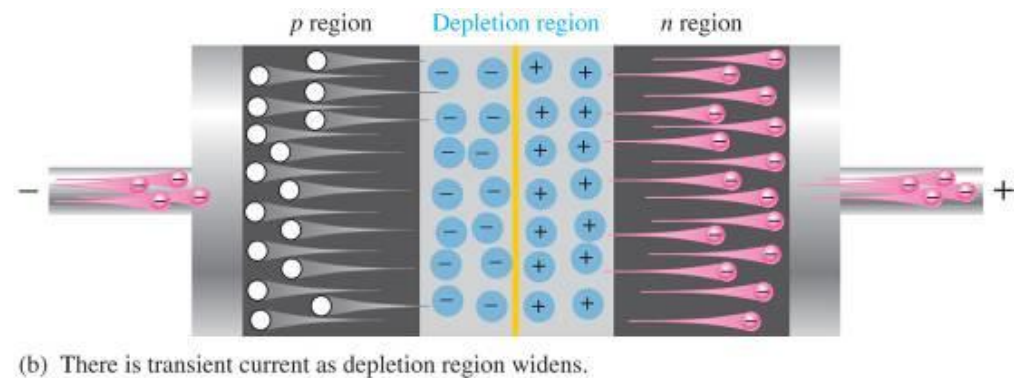 p region Depletion region n region
− +
(b) There is transient current as depletion region widens.